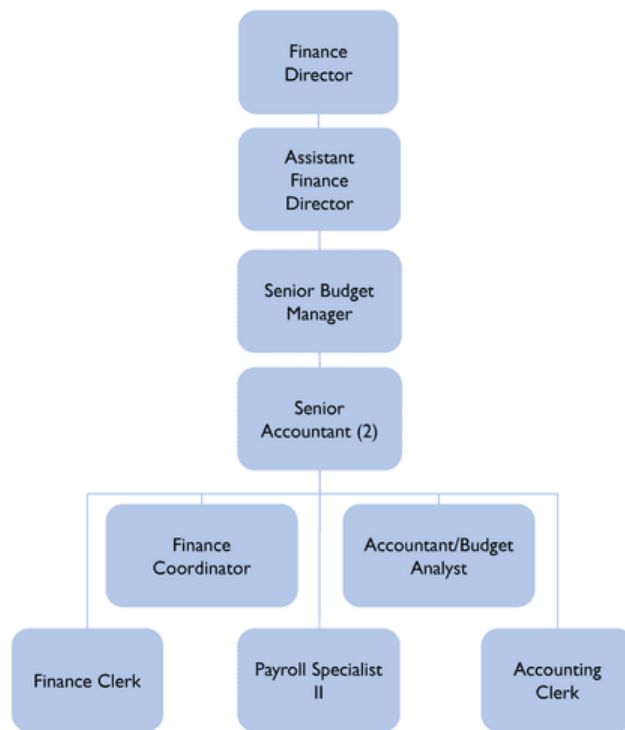 Finance
Director
Assistant
Finance
Director
Senior Budget
Manager
Senior
Accountant (2)
Finance
Coordinator
Accountant/Budget
Analyst
Finance Clerk
Payroll Specialist
II
Accounting
Clerk